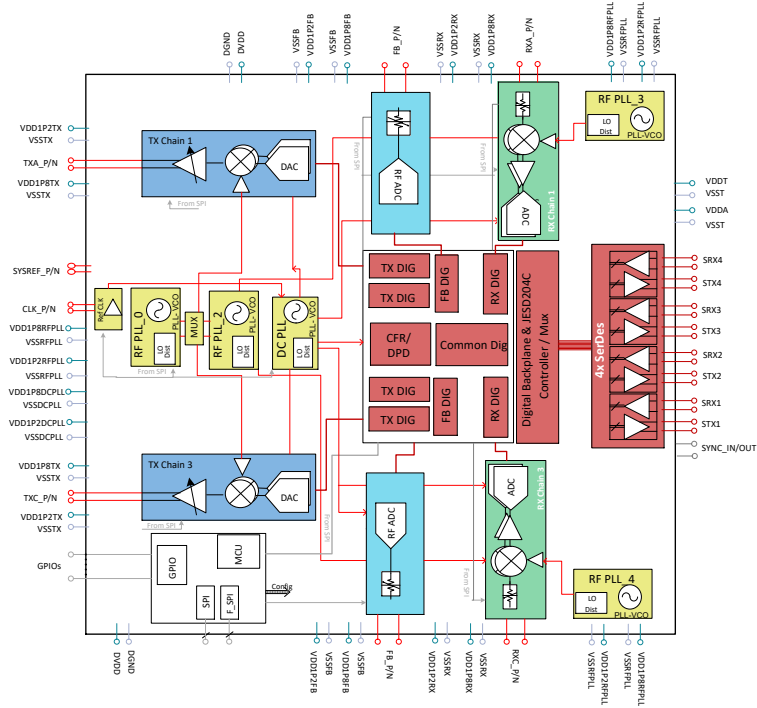 DGND
DVDD
VSSFB
VDD1P2FB
VSSFB
VDD1P8FB
FB_P/N
VSSRX
VDD1P2RX
VSSRX
VDD1P8RX
RXA_P/N
VDD1P8RFPLL
VSSRFPLL
VDD1P2RFPLL
VSSRFPLL
VDD1P2TX
VSSTX
TXA_P/N
VDD1P8TX
VSSTX
SYSREF_P/N
CLK_P/N
VDD1P8RFPLL
VSSRFPLL
VDD1P2RFPLL
VSSRFPLL
VDD1P8DCPLL
VSSDCPLL
VDD1P2DCPLL
VSSDCPLL
VDD1P8TX
VSSTX
TXC_P/N
VDD1P2TX
VSSTX
GPIOs
TX Chain 1
DAC
From SPI
RF ADC
From SPI
From SPI
ADC
RX Chain 1
RF PLL_3
LO
Dist
PLL-VCO
VDDT
VSST
VDDA
VSST
Ref CLK
RF PLL_0
PLL-VCO
LO
Dist
MUX
RF PLL_2
PLL-VCO
LO
Dist
DC PLL
PLL-VCO
LO
Dist
From SPI
TX DIG
TX DIG
FB DIG
RX DIG
CFR/
DPD
Common Dig
TX DIG
TX DIG
FB DIG
RX DIG
Digital Backplane & JESD204C
Controller / Mux
4x SerDes
SRX4
STX4
SRX3
STX3
SRX2
STX2
SRX1
STX1
SYNC_IN/OUT
TX Chain 3
DAC
From SPI
RF ADC
From SPI
From SPI
ADC
RX Chain 3
RF PLL_4
LO
Dist
PLL-VCO
GPIO
MCU
SPI
F_SPI
Config
DVDD
DGND
VDD1P2FB
VSSFB
VDD1P8FB
VSSFB
FB_P/N
VDD1P2RX
VSSRX
VDD1P8RX
VSSRX
RXC_P/N
VSSRFPLL
VDD1P2RFPLL
VSSRFPLL
VDD1P8RFPLL